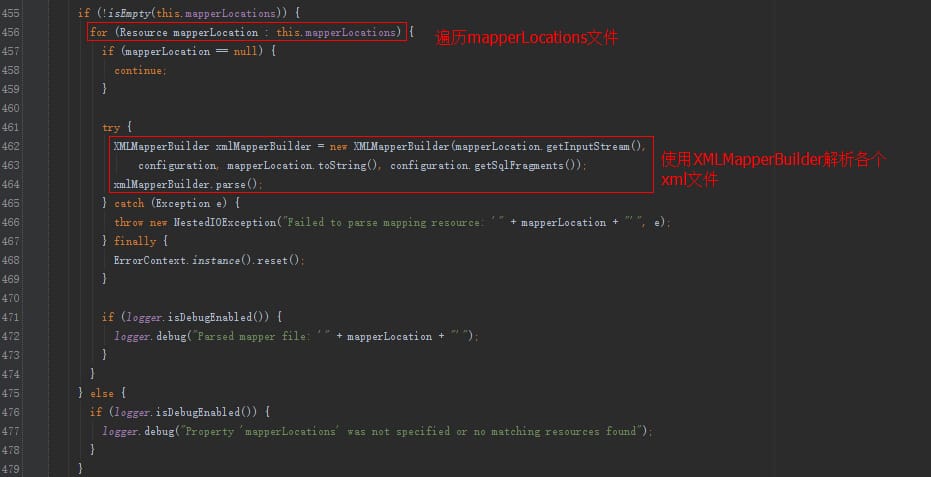 455 if (!isEmpty(this.mapperLocations)) {
456 for (Resource mapperLocation : this.mapperLocations) { 遍历mapperLocations文件
457 if (mapperLocation == null) {
458 continue;
459 }
460
461 try {
462 XMLMapperBuilder xmlMapperBuilder = new XMLMapperBuilder(mapperLocation.getInputStream(),
463 configuration, mapperLocation.toString(), configuration.getSqlFragments());
使用XMLMapperBuilder解析各个
xml文件
464 xmlMapperBuilder.parse();
465 } catch (Exception e) {
466 throw new NestedIOException("Failed to parse mapping resource: '" + mapperLocation + "'", e);
467 } finally {
468 ErrorContext.instance().reset();
469 }
470
471 if (logger.isDebugEnabled()) {
472 logger.debug("Parsed mapper file: '" + mapperLocation + "'");
473 }
474 }
475 } else {
476 if (logger.isDebugEnabled()) {
477 logger.debug("Property 'mapperLocations' was not specified or no matching resources found");
478 }
479 }